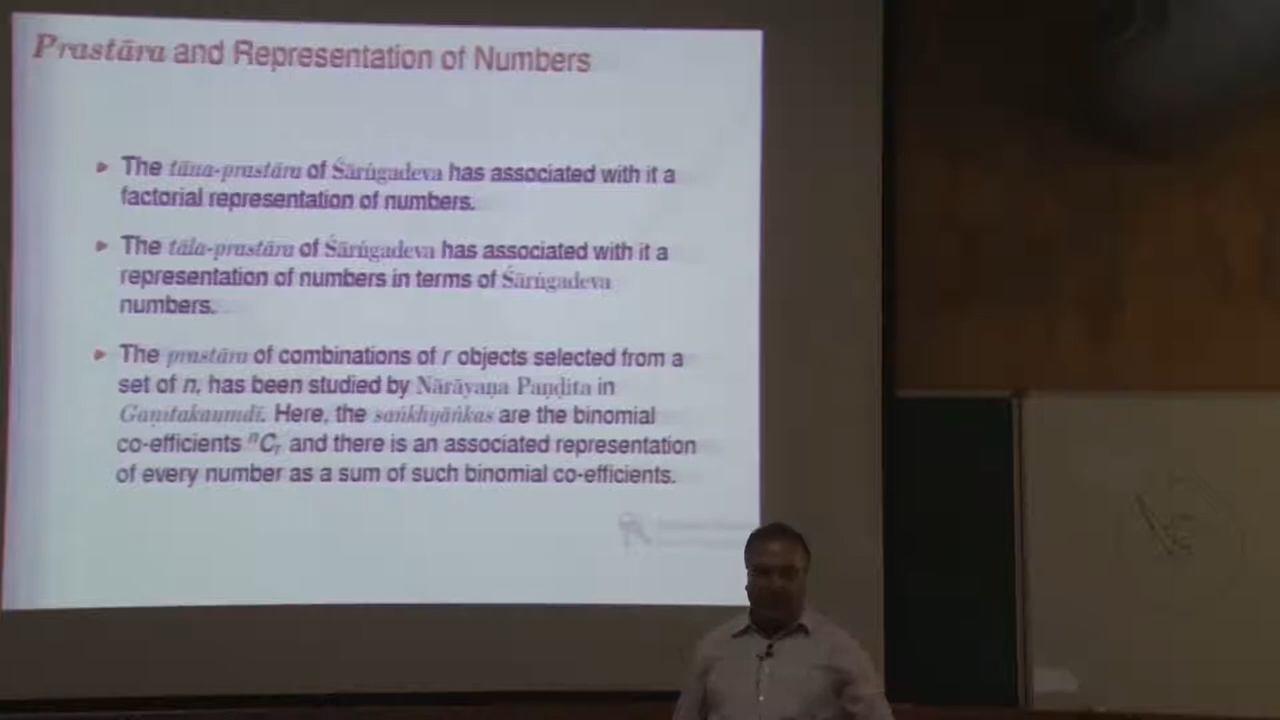 Prastāra and Representation of Numbers
The tāna-prastāra of Śārṅgadeva has associated with it a
factorial representation of numbers.
The tāla-prastāra of Śārṅgadeva has associated with it a
representation of numbers in terms of Śārṅgadeva
numbers.
The prastāra of combinations of r objects selected from a
set of n, has been studied by Nārāyaṇa Paṇḍita in
Gaṇitakaumdī. Here, the saṅkhyāṅkas are the binomial
co-efficients ⁿCᵣ and there is an associated representation
of every number as a sum of such binomial co-efficients.